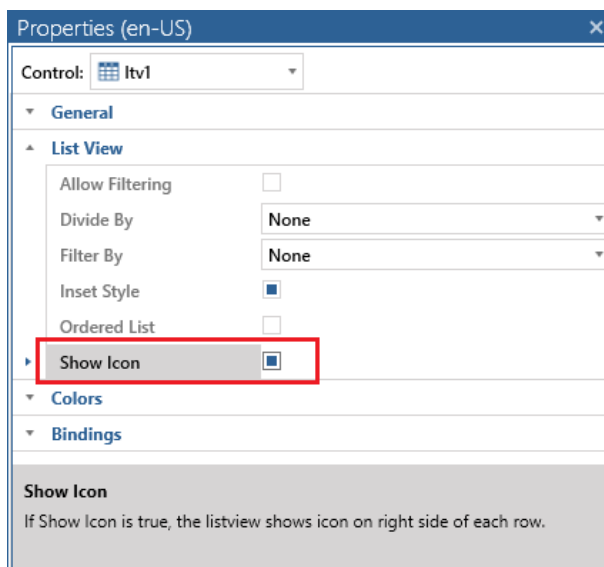 Properties (en-US)
Control: ltv1
General
List View
Allow Filtering
Divide By None
Filter By None
Inset Style
Ordered List
Show Icon
Colors
Bindings
Show Icon
If Show Icon is true, the listview shows icon on right side of each row.